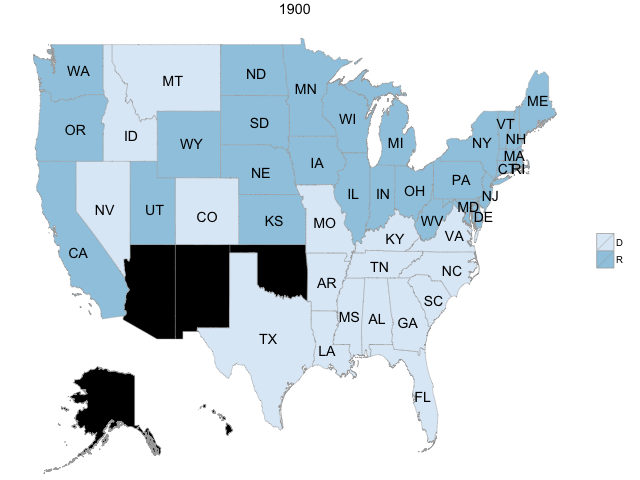 1900
WA
MT
ND
MN
ME
OR
ID
SD
WI
MI
VT
NH
NY
MA
CT
RI
WY
NE
IA
PA
NJ
NV
UT
CO
KS
IL
IN
OH
MD
DE
WV
VA
CA
MO
KY
D
R
TN
NC
AR
SC
TX
MS
AL
GA
LA
FL